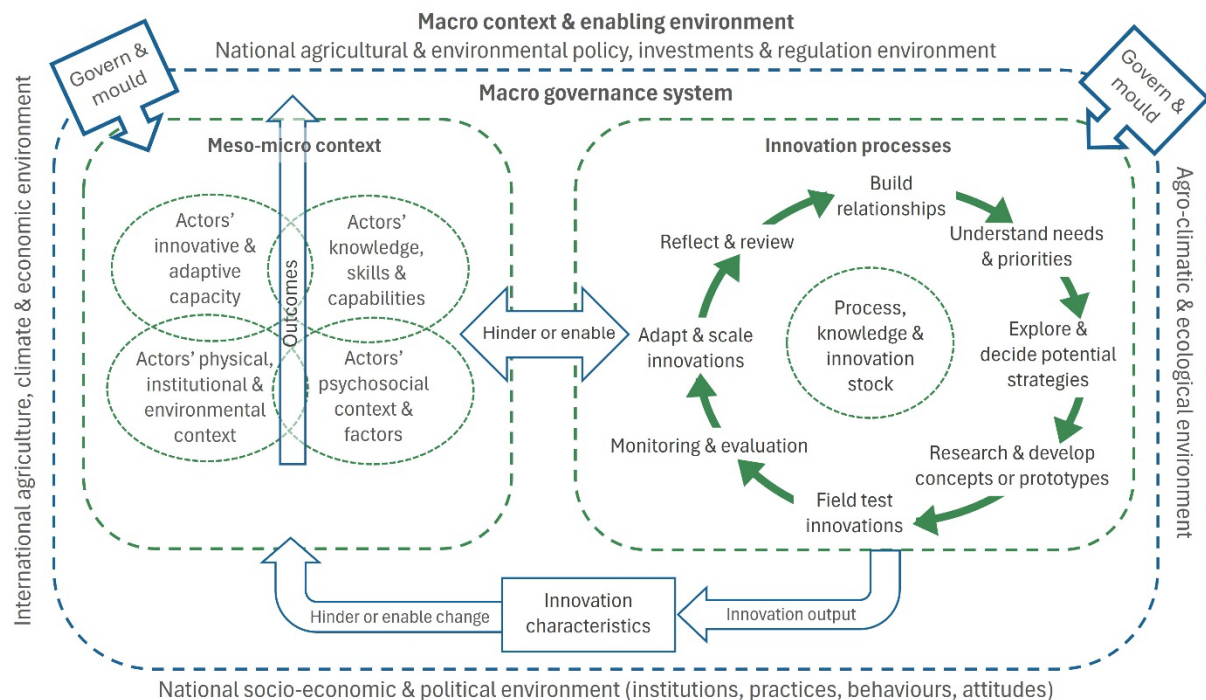 Macro context & enabling environment
National agricultural & environmental policy, investments & regulation environment
Govern &
mould
Govern &
mould
Macro governance system
International agriculture, climate & economic environment
Agro-climatic & ecological environment
Meso-micro context
Actors’
innovative &
adaptive
capacity
Actors’
knowledge,
skills &
capabilities
Outcomes
Actors’ physical,
institutional &
environmental
context
Actors’
psychosocial
context &
factors
Hinder or enable
Innovation processes
Build
relationships
Understand needs
& priorities
Explore &
decide potential
strategies
Research & develop
concepts or prototypes
Field test
innovations
Monitoring & evaluation
Adapt & scale
innovations
Reflect & review
Process,
knowledge &
innovation
stock
Innovation output
Innovation
characteristics
Hinder or enable change
National socio-economic & political environment (institutions, practices, behaviours, attitudes)